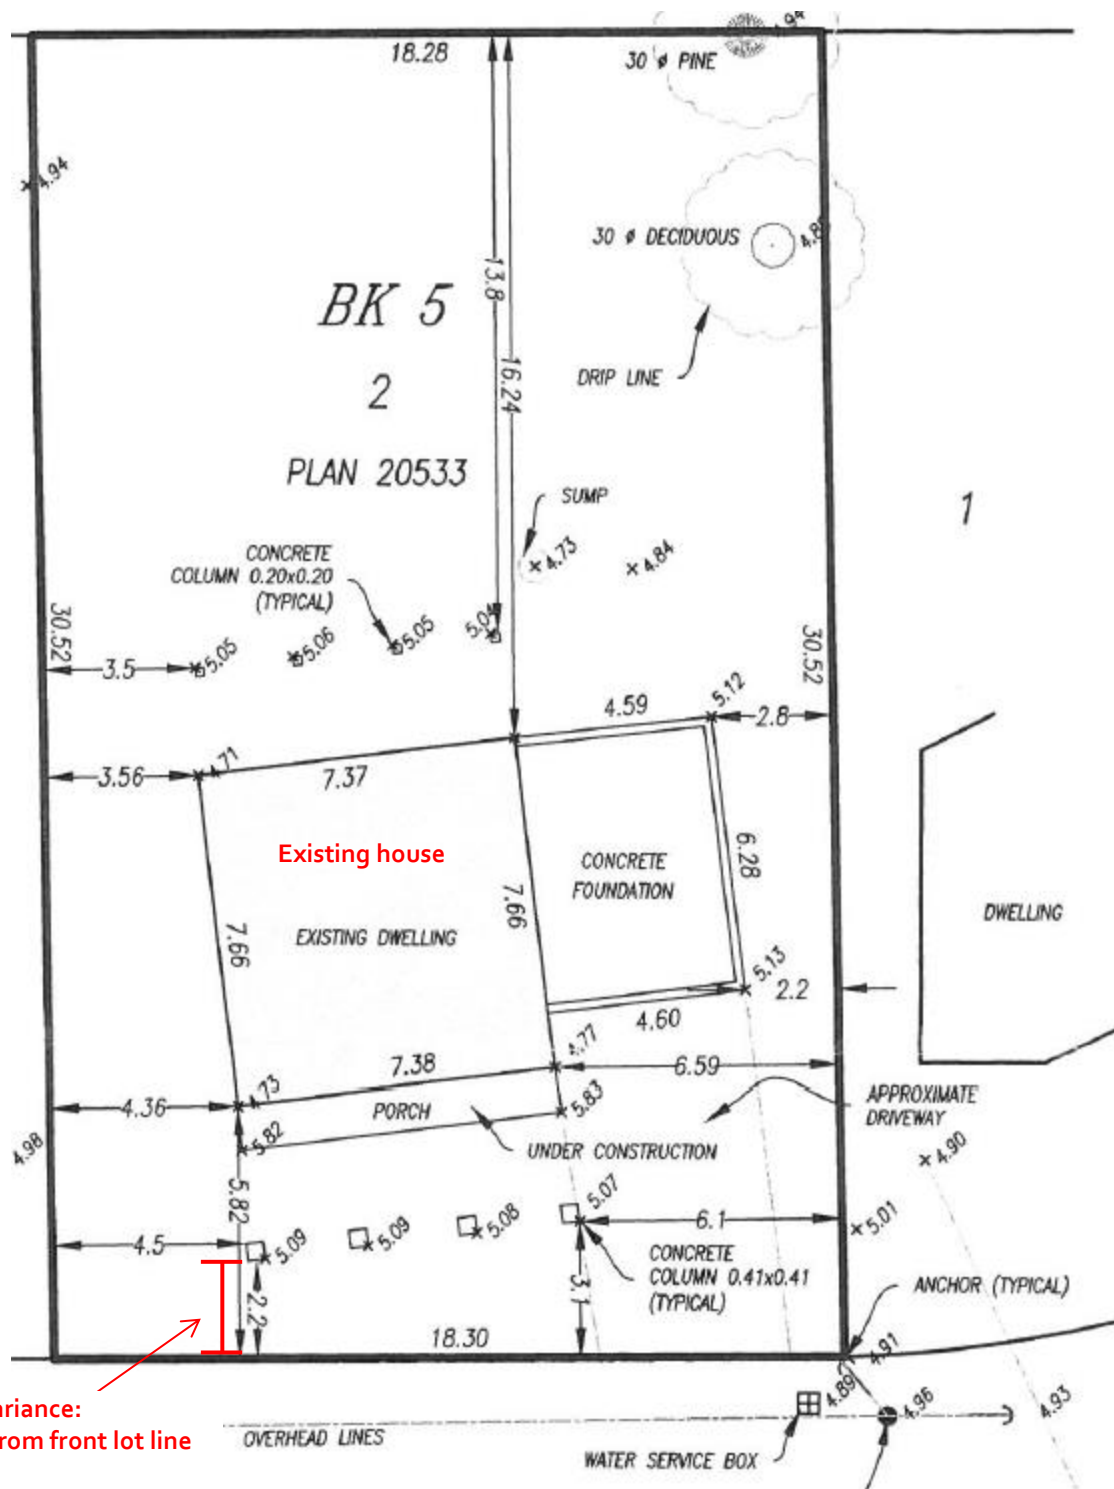 4.94
18.28
30 ø PINE
4.94
30 ø DECIDUOUS
13.8
BK 5
16.24
2
DRIP LINE
PLAN 20533
SUMP
1
4.73
4.84
CONCRETE
COLUMN 0.20x0.20
(TYPICAL)
30.52
5.05
5.06
5.05
30.52
3.5
4.59
5.12
2.8
3.56
4.71
7.37
Existing house
CONCRETE
FOUNDATION
6.28
7.66
7.66
EXISTING DWELLING
DWELLING
5.13
2.2
4.60
4.77
7.38
6.59
4.36
4.73
PORCH
5.83
APPROXIMATE
DRIVEWAY
4.98
5.82
UNDER CONSTRUCTION
4.90
5.82
5.07
4.5
5.09
5.09
5.08
6.1
5.01
CONCRETE
COLUMN 0.41x0.41
(TYPICAL)
ANCHOR (TYPICAL)
2.2
3.1
18.30
4.91
4.89
4.96
4.93
riance:
rom front lot line
OVERHEAD LINES
WATER SERVICE BOX